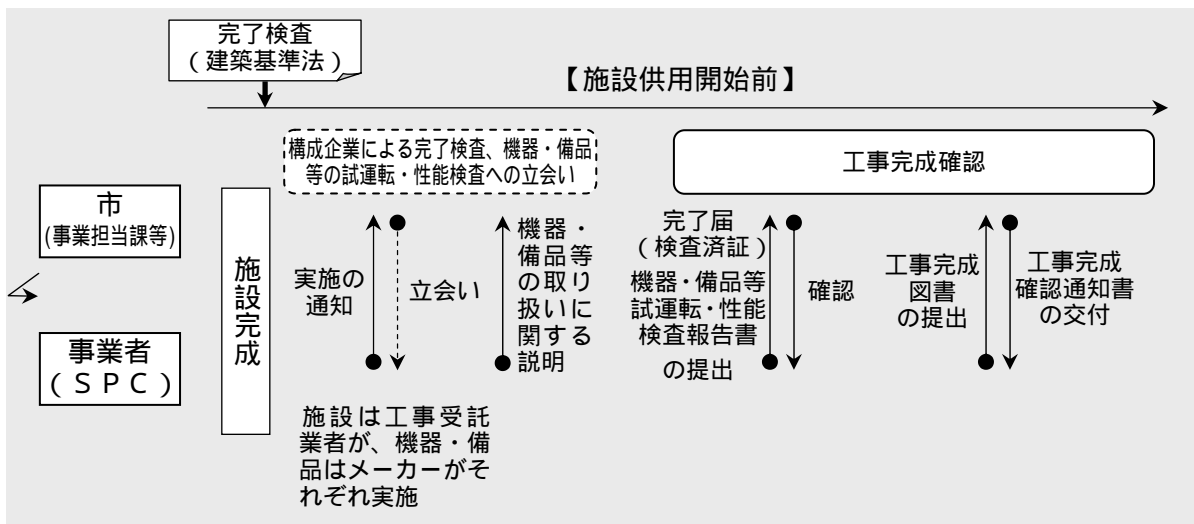 完了検査
（建築基準法）
【施設供用開始前】
構成企業による完了検査、機器・備品
等の試運転・性能検査への立会い
工事完成確認
市
(事業担当課等)
事業者
（ＳＰＣ）
施設完成
実施の
通知
立会い
機器・
備品等
の取り
扱いに
関する
説明
施設は工事受託
業者が、機器・備
品はメーカーがそ
れぞれ実施
完了届
（検査済証）
機器・備品等
試運転・性能
検査報告書
の提出
確認
工事完成
図書
の提出
工事完成
確認通知書
の交付